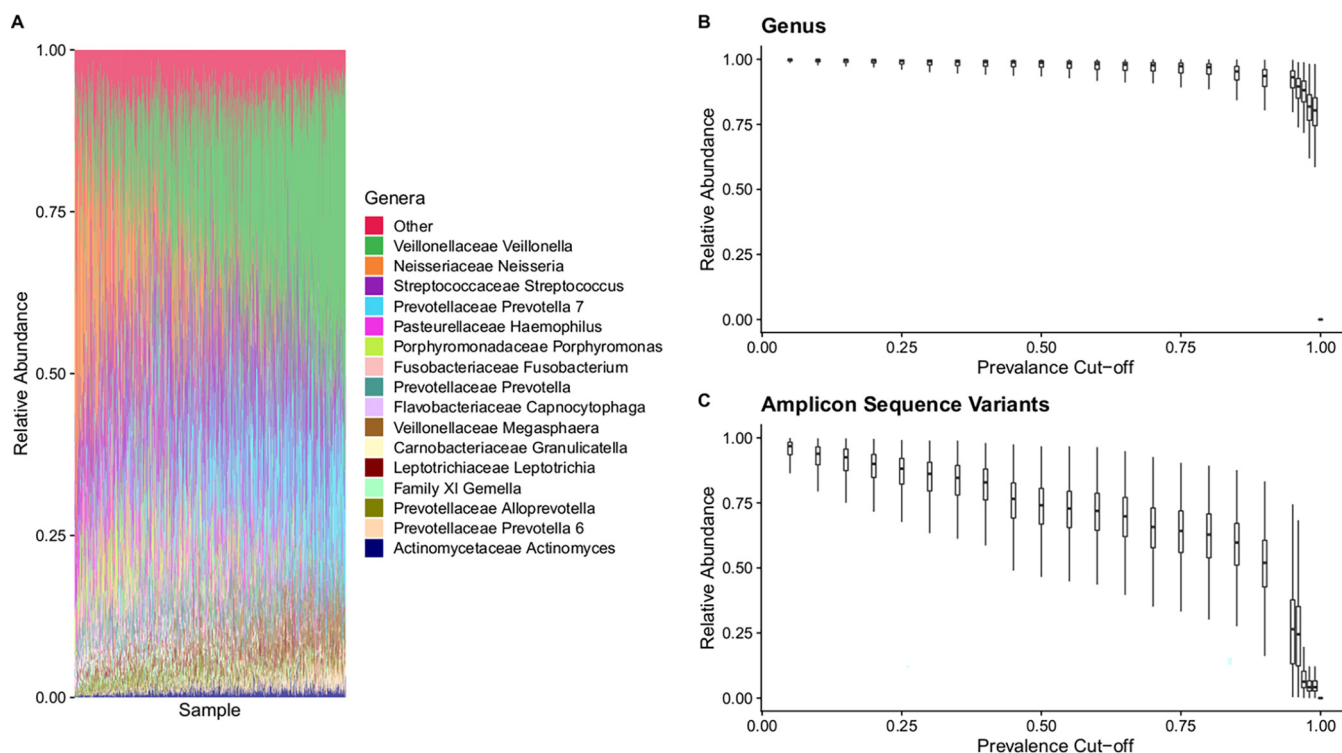 A
1.00
0.75
0.50
0.25
0.00
Relative Abundance
Sample
Genera
Other
Veillonellaceae Veillonella
Neisseriaceae Neisseria
Streptococcaceae Streptococcus
Prevotellaceae Prevotella 7
Pasteurellaceae Haemophilus
Porphyromonadaceae Porphyromonas
Fusobacteriaceae Fusobacterium
Prevotellaceae Prevotella
Flavobacteriaceae Capnocytophaga
Veillonellaceae Megasphaera
Carnobacteriaceae Granulicatella
Leptotrichiaceae Leptotrichia
Family XI Gemella
Prevotellaceae Alloprevotella
Prevotellaceae Prevotella 6
Actinomycetaceae Actinomyces
B
Genus
1.00
0.75
0.50
0.25
0.00
Relative Abundance
0.00 0.25 0.50 0.75 1.00
Prevalance Cut−off
C
Amplicon Sequence Variants
1.00
0.75
0.50
0.25
0.00
Relative Abundance
0.00 0.25 0.50 0.75 1.00
Prevalence Cut−off